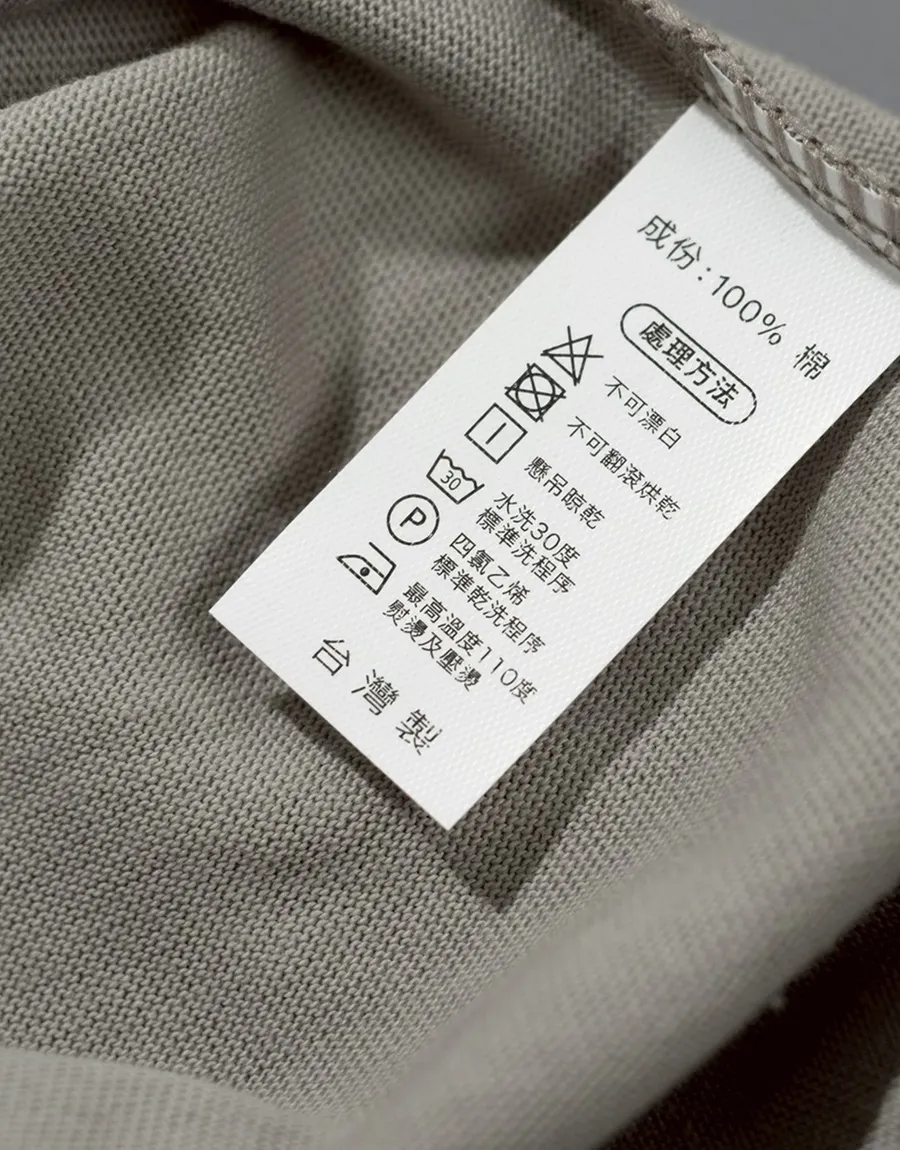 成份：100% 棉
處理方法
不可漂白
不可翻滾烘乾
懸吊晾乾
30
水洗30度
標準洗程序
P
四氯乙烯
標準乾洗程序
最高溫度110度
熨燙及壓燙
台灣製